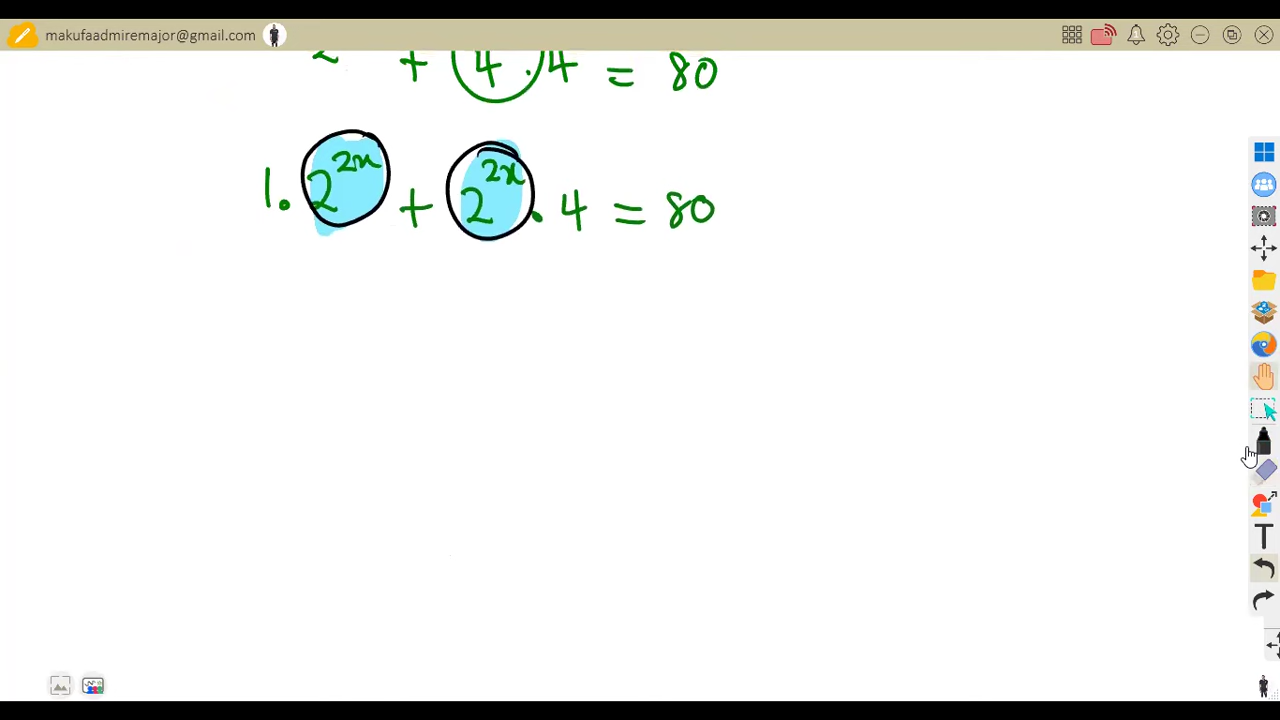 makufaadmiremajor@gmail.com
+ 4 . 4 = 80
1 . 2^{2x} + 2^{2x} . 4 = 80
T